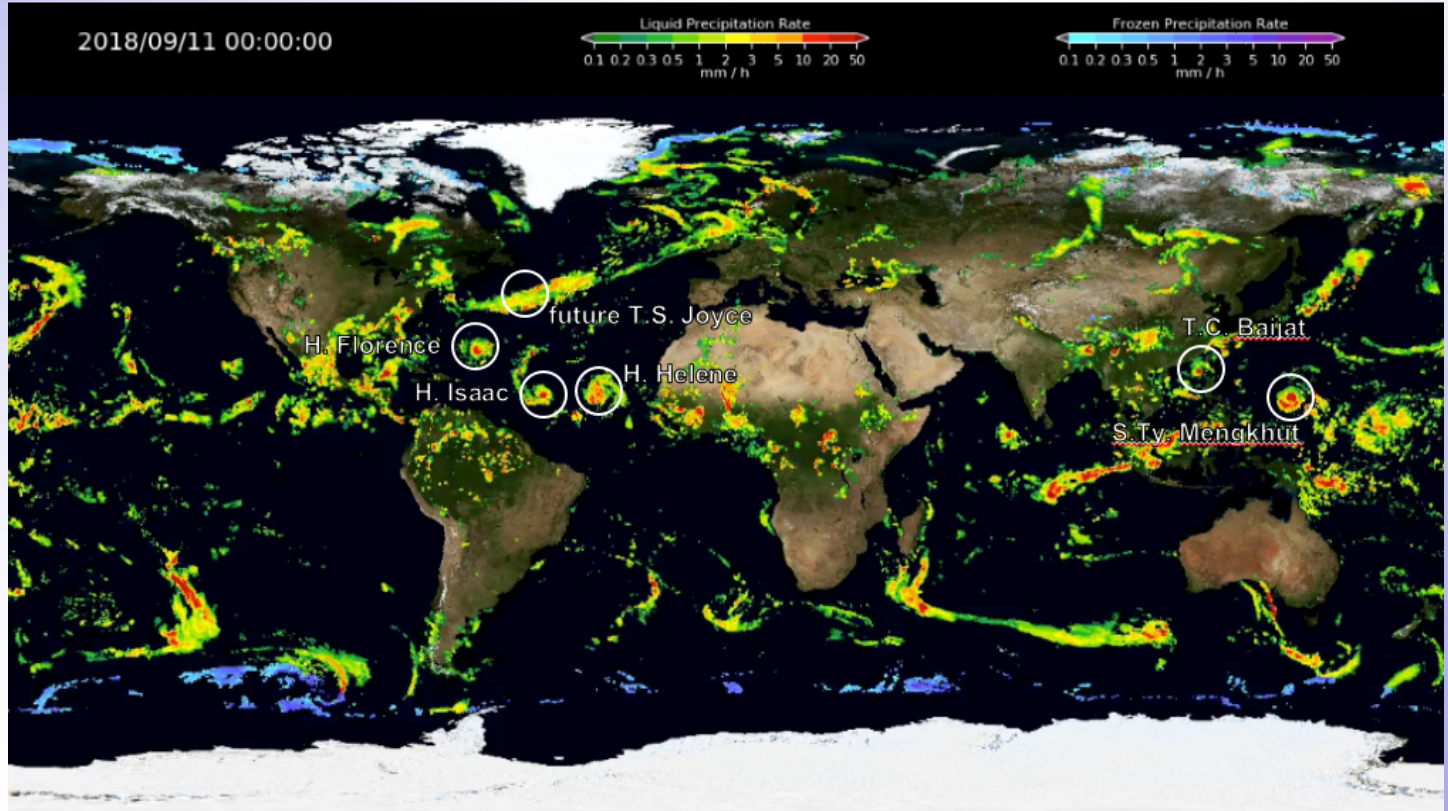 2018/09/11 00:00:00
Liquid Precipitation Rate
0.1 0.2 0.3 0.5 1 2 3 5 10 20 50
mm / h
Frozen Precipitation Rate
0.1 0.2 0.3 0.5 1 2 3 5 10 20 50
mm / h
future T.S. Joyce
H. Florence
T.C. Baijat
H. Helene
H. Isaac
S.Ty. Mengkhut